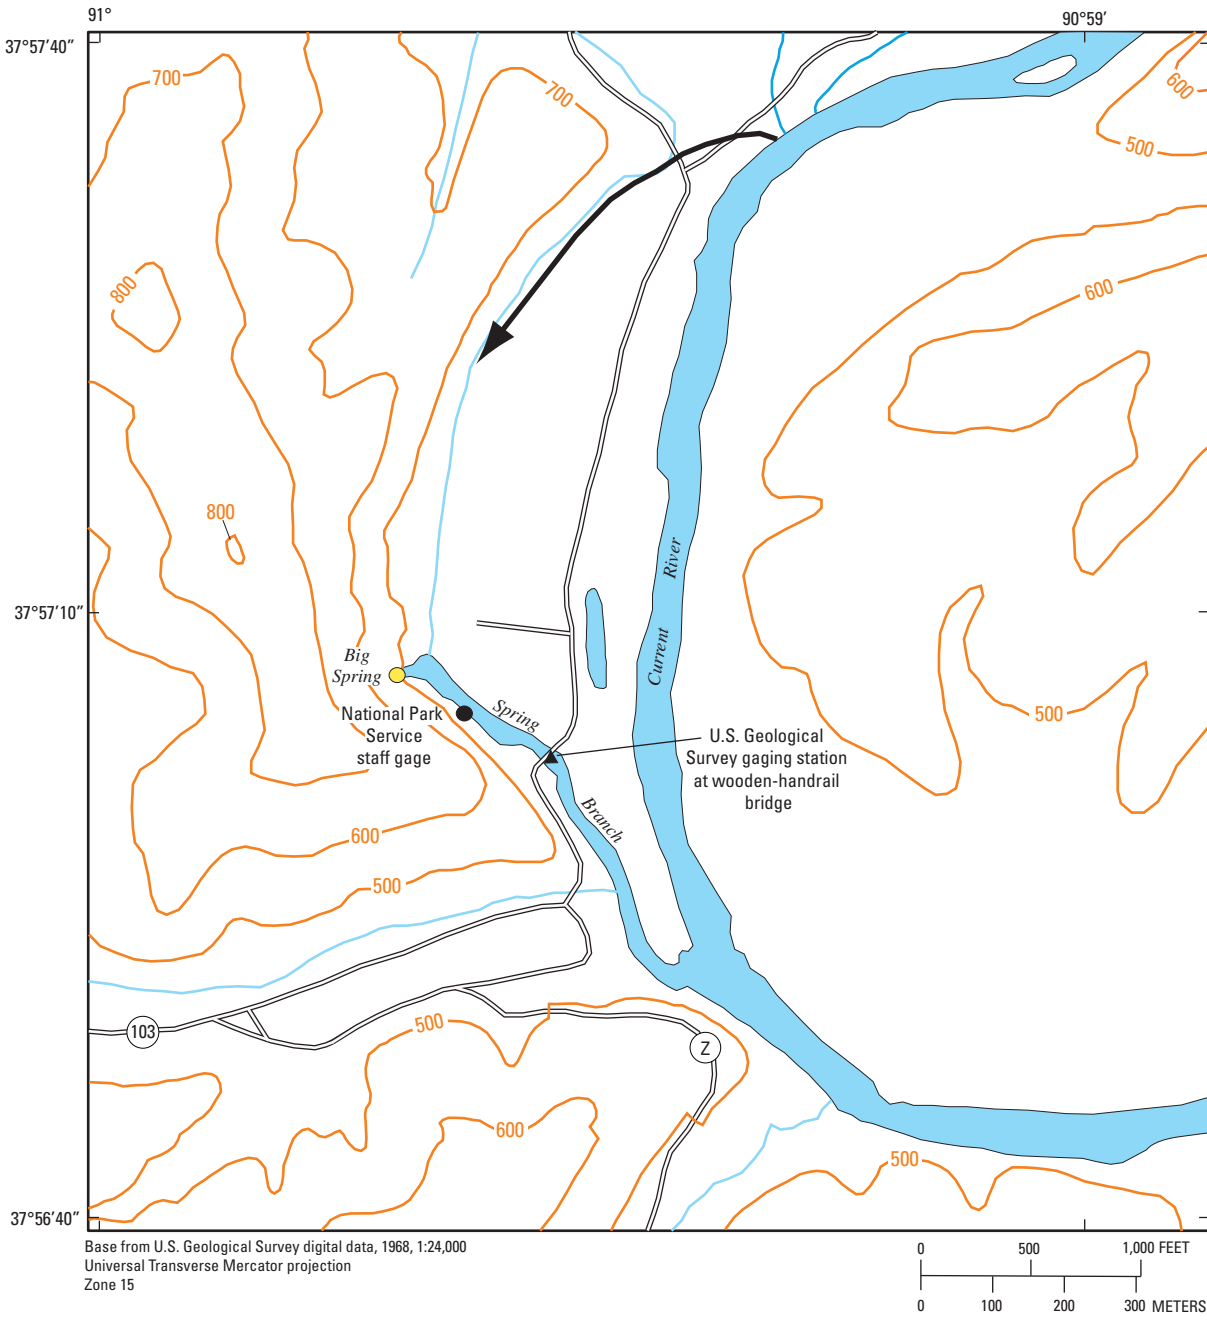 91°
90°59′
37°57′40″
700
700
600
500
800
600
800
37°57′10″
River
Current
Big
Spring
National Park
Service
staff gage
Spring
U.S. Geological
Survey gaging station
at wooden-handrail
bridge
500
Branch
600
500
103
500
Z
600
500
37°56′40″
Base from U.S. Geological Survey digital data, 1968, 1:24,000
Universal Transverse Mercator projection
Zone 15
0 500 1,000 FEET
0 100 200 300 METERS